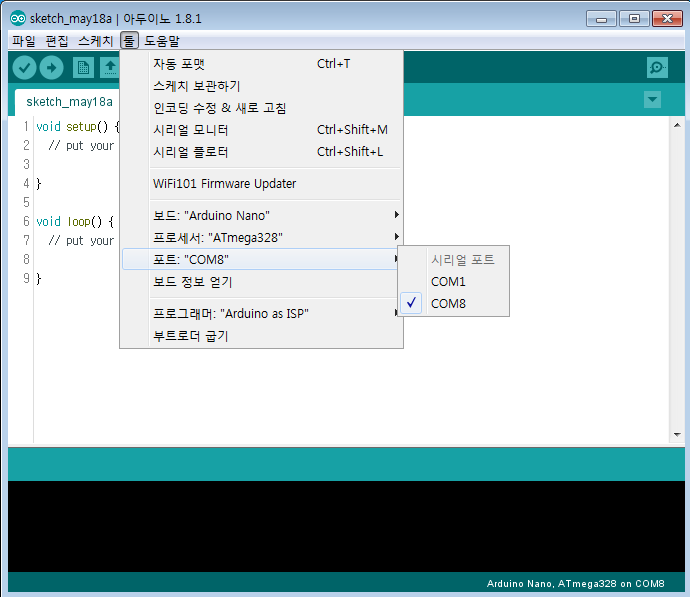 sketch_may18a | 아두이노 1.8.1
파일 편집 스케치 툴 도움말
자동 포맷 Ctrl+T
스케치 보관하기
인코딩 수정 & 새로 고침
시리얼 모니터 Ctrl+Shift+M
시리얼 플로터 Ctrl+Shift+L
WiFi101 Firmware Updater
보드: "Arduino Nano"
프로세서: "ATmega328"
포트: "COM8"
보드 정보 얻기
프로그래머: "Arduino as ISP"
부트로더 굽기
시리얼 포트
COM1
COM8
sketch_may18a
1 void setup() {
2 // put your
3
4 }
5
6 void loop() {
7 // put your
8
9 }
Arduino Nano, ATmega328 on COM8